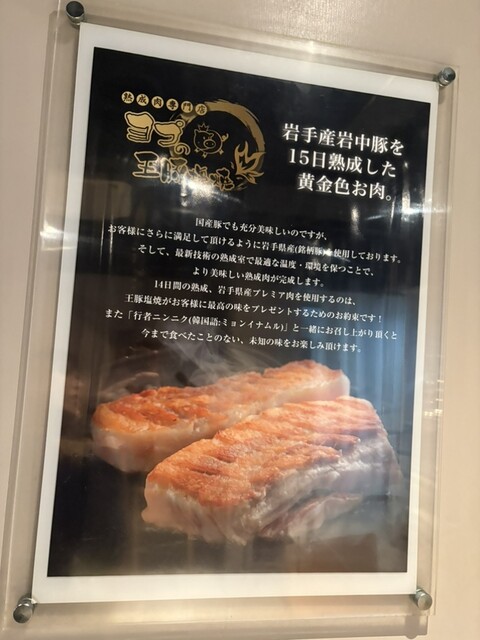 熟成肉専門店
ヨプの
王豚塩焼
岩手産岩中豚を
15日熟成した
黄金色お肉。
国産豚でも充分美味しいのですが、
お客様にさらに満足して頂けるように岩手県産(銘柄豚)を使用しております。
そして、最新技術の熟成室で最適な温度・環境を保つことで、
より美味しい熟成肉が完成します。
14日間の熟成、岩手県産プレミア肉を使用するのは、
王豚塩焼がお客様に最高の味をプレゼントするためのお約束です！
また「行者ニンニク(韓国語:ミョンイナムル)」と一緒にお召し上がり頂くと
今まで食べたことのない、未知の味をお楽しみ頂けます。